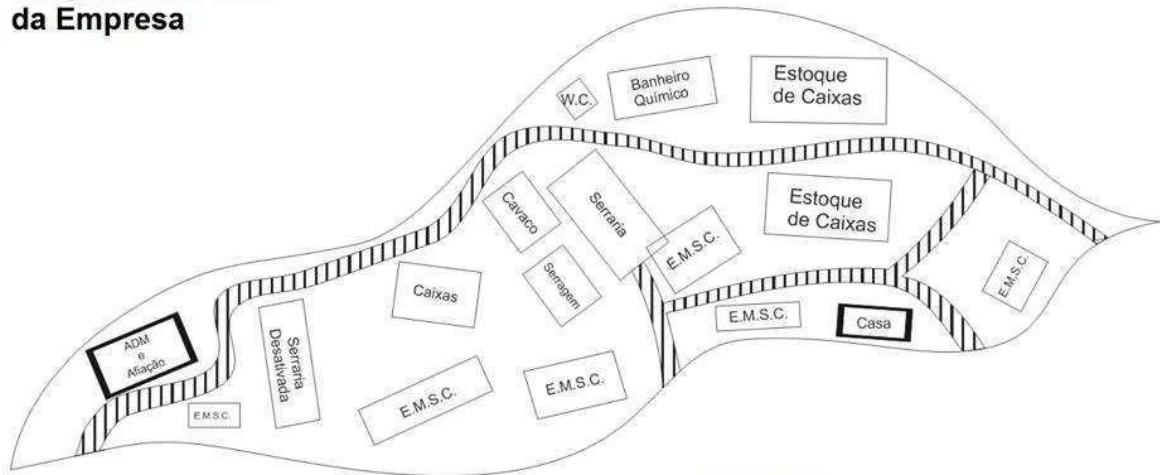 da Empresa
W.C.
Banheiro
Químico
Estoque
de Caixas
Cavaco
Serraria
Estoque
de Caixas
E.M.S.C.
Serragem
E.M.S.C.
Caixas
E.M.S.C.
Casa
ADM
e
Afiação
Serraria
Desativada
E.M.S.C.
E.M.S.C.
E.M.S.C.